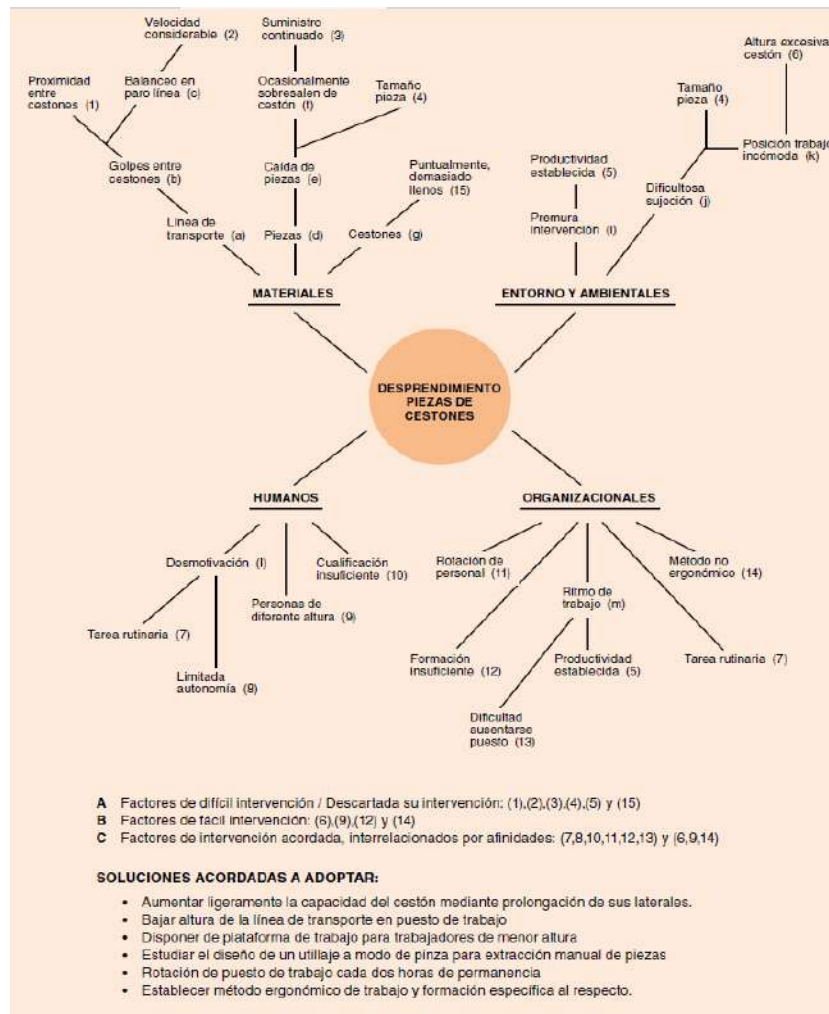 Velocidad
considerable (2)
Suministro
continuado (3)
Altura excesiva
cestón (6)
Proximidad
entre
cestones (1)
Balanceo en
paro línea (c)
Ocasionalmente
sobresalen de
cestón (f)
Tamaño
pieza (4)
Tamaño
pieza (4)
Golpes entre
cestones (b)
Caída de
piezas (e)
Puntualmente,
demasiado
llenos (15)
Productividad
establecida (5)
Posición trabajo
incómoda (k)
Dificultosa
sujeción (j)
Línea de
transporte (a)
Piezas (d)
Cestones (g)
Premura
intervención (i)
MATERIALES
ENTORNO Y AMBIENTALES
DESPRENDIMIENTO
PIEZAS DE
CESTONES
HUMANOS
ORGANIZACIONALES
Desmotivación (l)
Cualificación
insuficiente (10)
Rotación de
personal (11)
Método no
ergonómico (14)
Personas de
diferente altura (9)
Ritmo de
trabajo (m)
Tarea rutinaria (7)
Limitada
autonomía (8)
Formación
insuficiente (12)
Productividad
establecida (5)
Tarea rutinaria (7)
Dificultad
ausentarse
puesto (13)
A Factores de difícil intervención / Descartada su intervención: (1),(2),(3),(4),(5) y (15)
B Factores de fácil intervención: (6),(9),(12) y (14)
C Factores de intervención acordada, interrelacionados por afinidades: (7,8,10,11,12,13) y (6,9,14)
SOLUCIONES ACORDADAS A ADOPTAR:
• Aumentar ligeramente la capacidad del cestón mediante prolongación de sus laterales.
• Bajar altura de la línea de transporte en puesto de trabajo
• Disponer de plataforma de trabajo para trabajadores de menor altura
• Estudiar el diseño de un utillaje a modo de pinza para extracción manual de piezas
• Rotación de puesto de trabajo cada dos horas de permanencia
• Establecer método ergonómico de trabajo y formación específica al respecto.